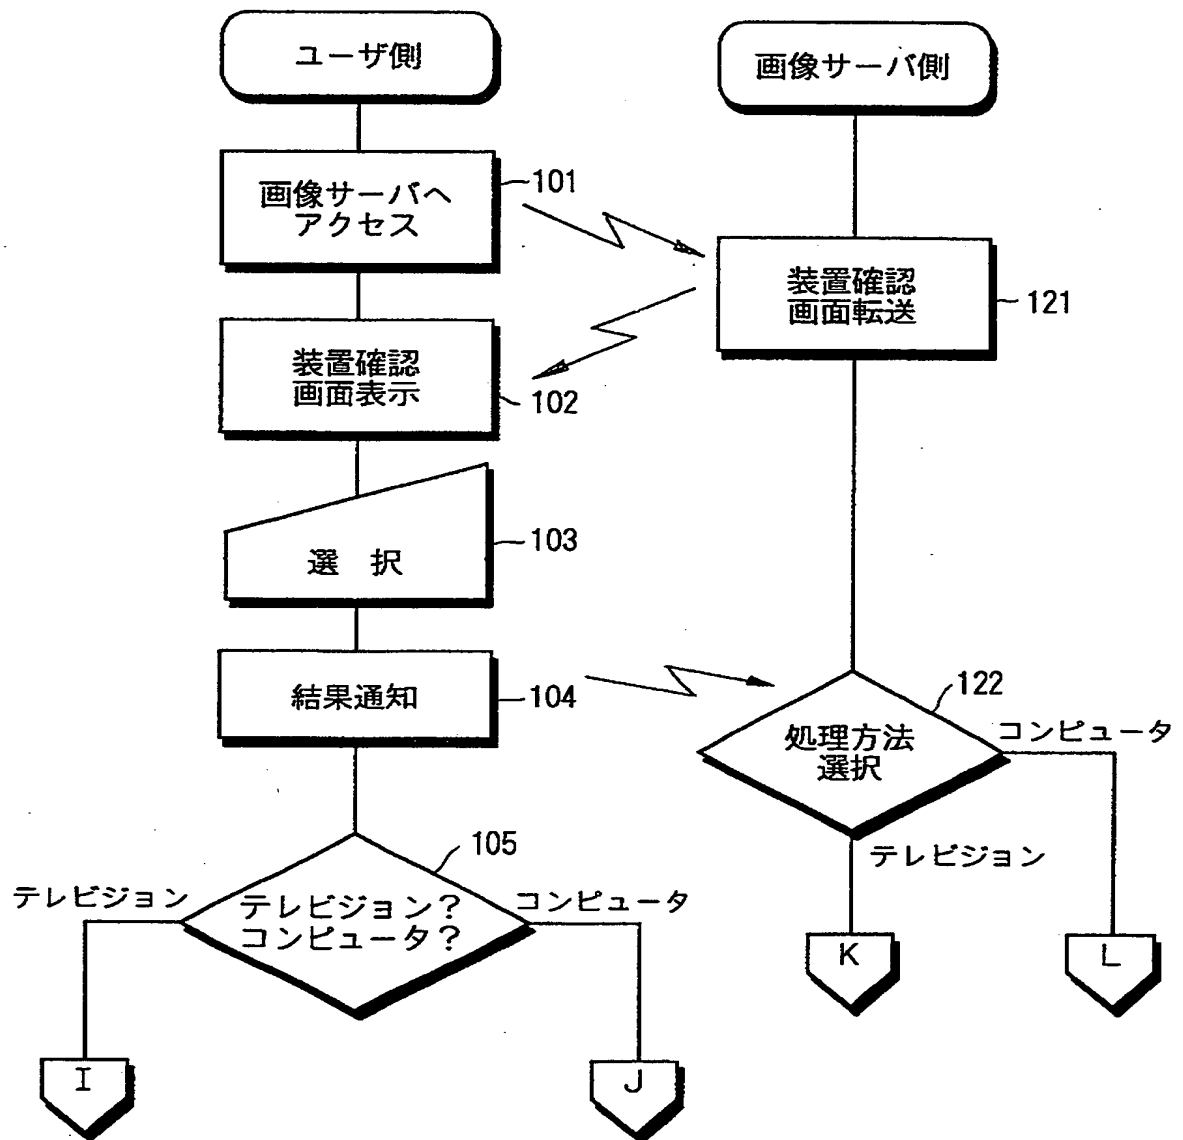 ユーザ側
画像サーバへ
アクセス
101
装置確認
画面表示
102
選 択
103
結果通知
104
105
テレビジョン?
コンピュータ?
テレビジョン
コンピュータ
I
J
画像サーバ側
装置確認
画面転送
121
122
処理方法
選択
コンピュータ
テレビジョン
K
L